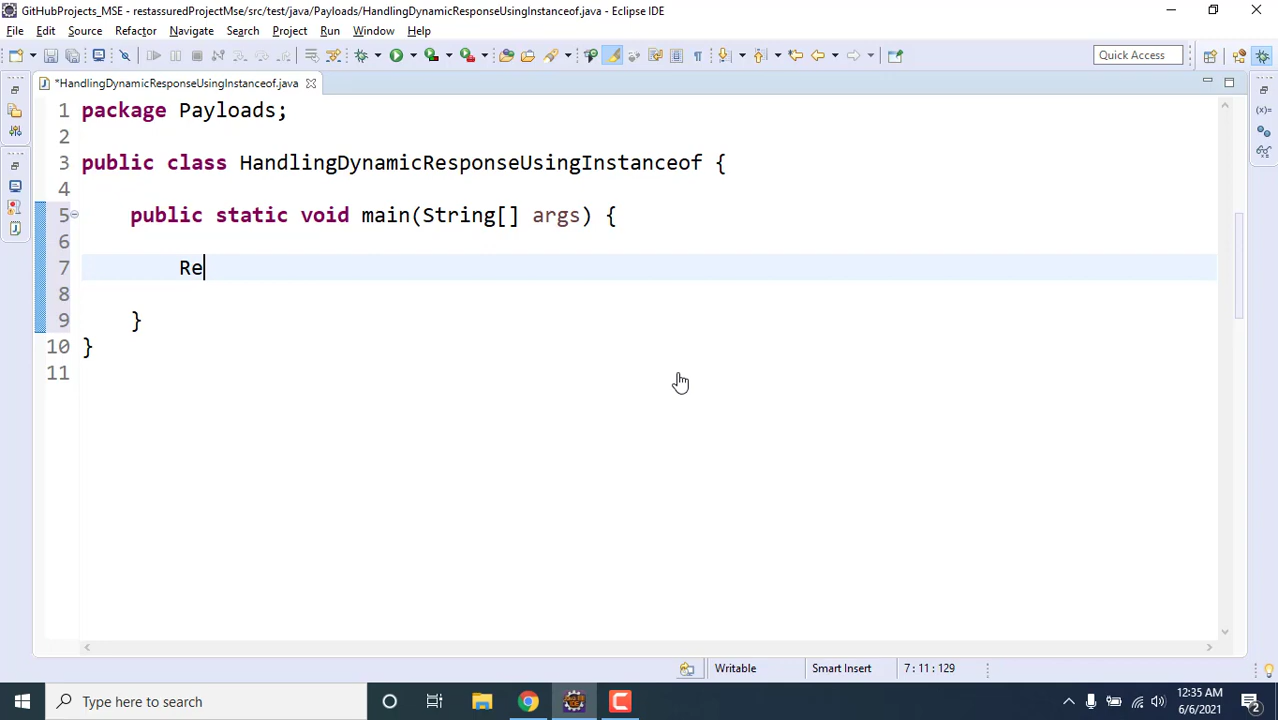 GitHubProjects_MSE - restassuredProjectMse/src/test/java/Payloads/HandlingDynamicResponseUsingInstanceof.java - Eclipse IDE
File Edit Source Refactor Navigate Search Project Run Window Help
Quick Access
*HandlingDynamicResponseUsingInstanceof.java
1 package Payloads;
2
3 public class HandlingDynamicResponseUsingInstanceof {
4
5 public static void main(String[] args) {
6
7 Re
8
9 }
10 }
11
Writable Smart Insert 7 : 11 : 129
Type here to search
12:35 AM
6/6/2021
2